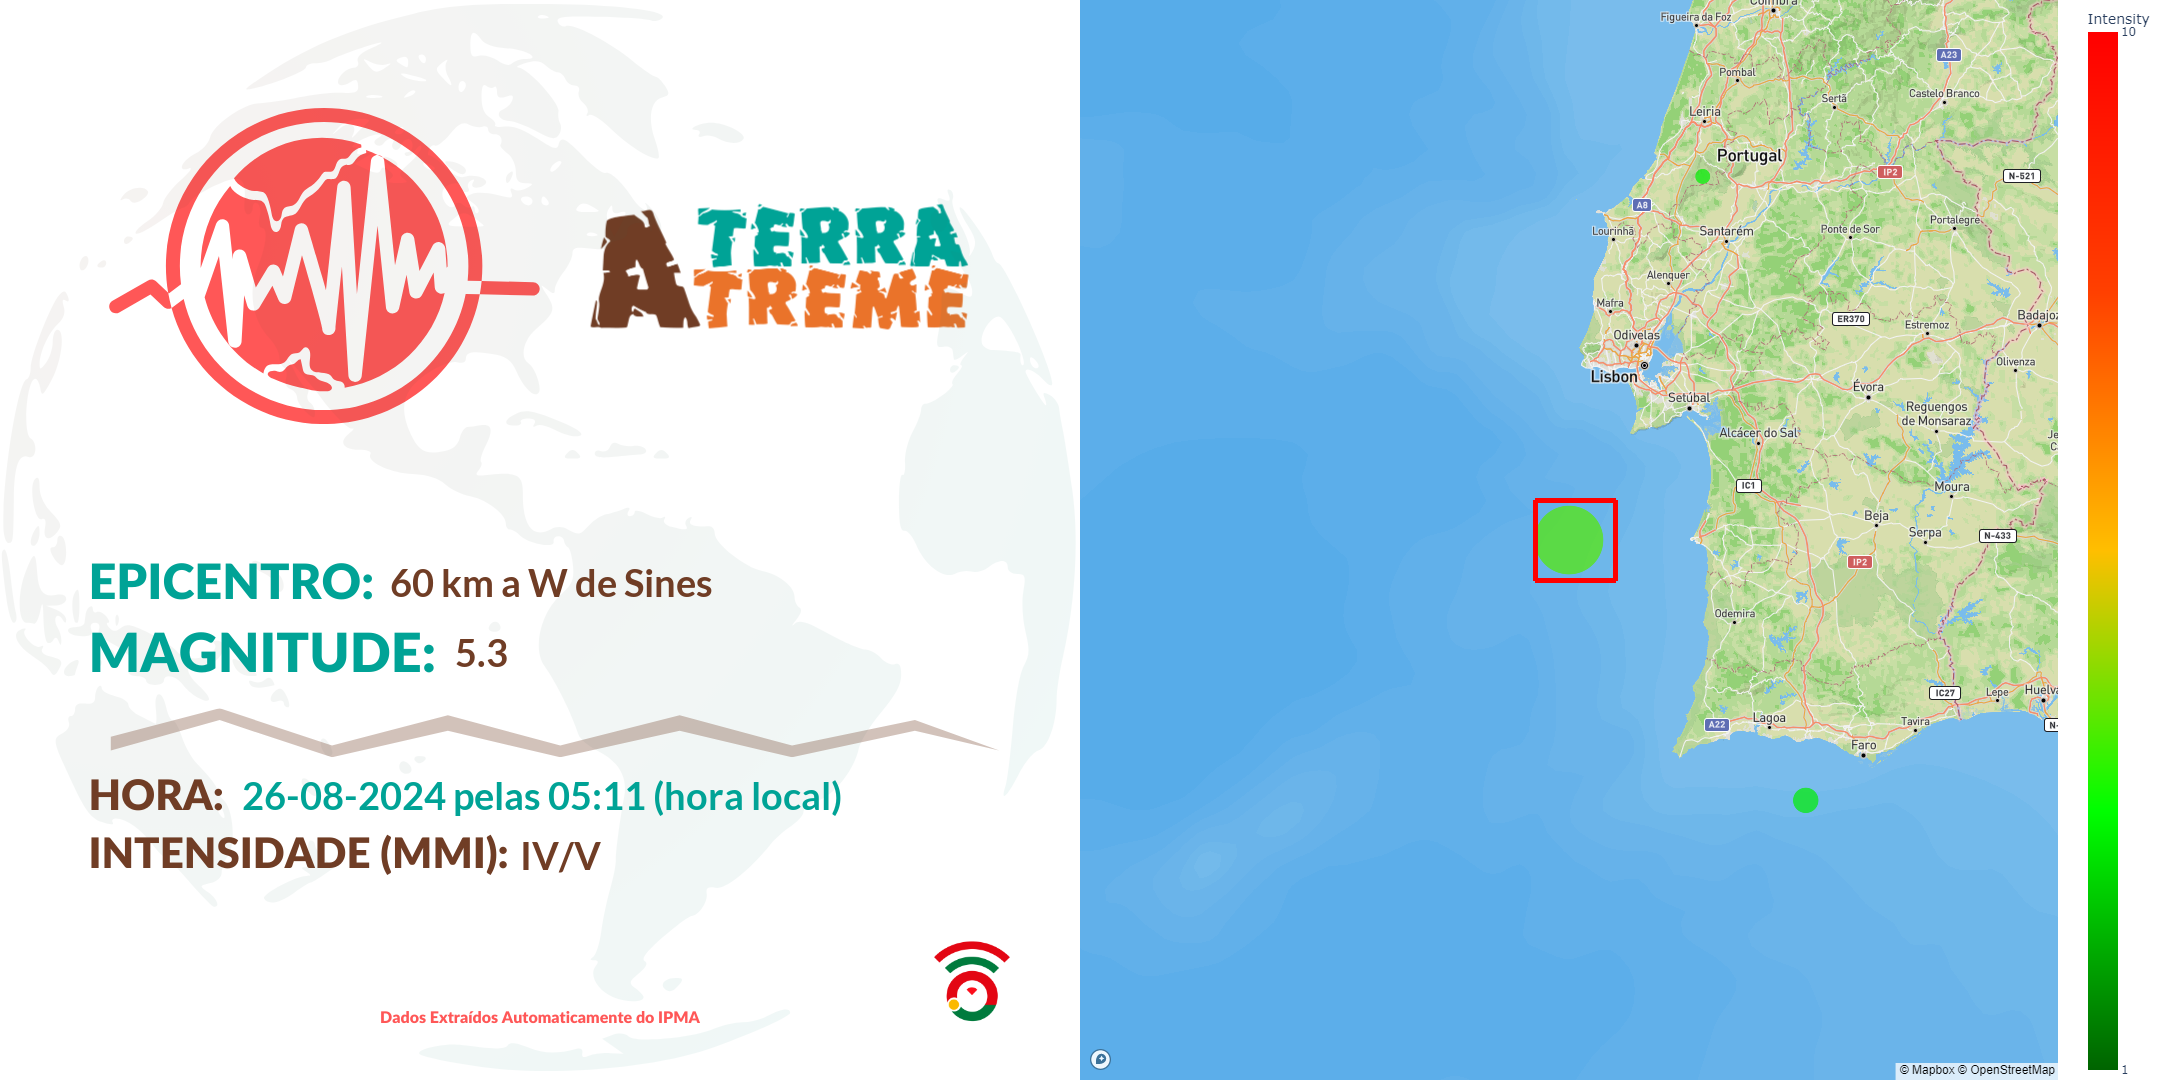 A TERRA
TREME
EPICENTRO: 60 km a W de Sines
MAGNITUDE: 5.3
HORA: 26-08-2024 pelas 05:11 (hora local)
INTENSIDADE (MMI): IV/V
Dados Extraídos Automaticamente do IPMA
Coimbra
Figueira da Foz
A23
Pombal
Castelo Branco
Sertã
Leiria
Portugal
IP2
N-521
A8
Portalegre
Lourinhã
Santarém
Ponte de Sor
Alenquer
Mafra
Badajoz
ER370
Estremoz
Odivelas
Olivenza
Lisbon
Évora
Setúbal
Reguengos
de Monsaraz
Alcácer do Sal
Je
C
IC1
Moura
Beja
Serpa
N-433
IP2
Odemira
IC27
Lepe
Huelva
Lagoa
A22
Tavira
N-
Faro
© Mapbox © OpenStreetMap
Intensity
10
1